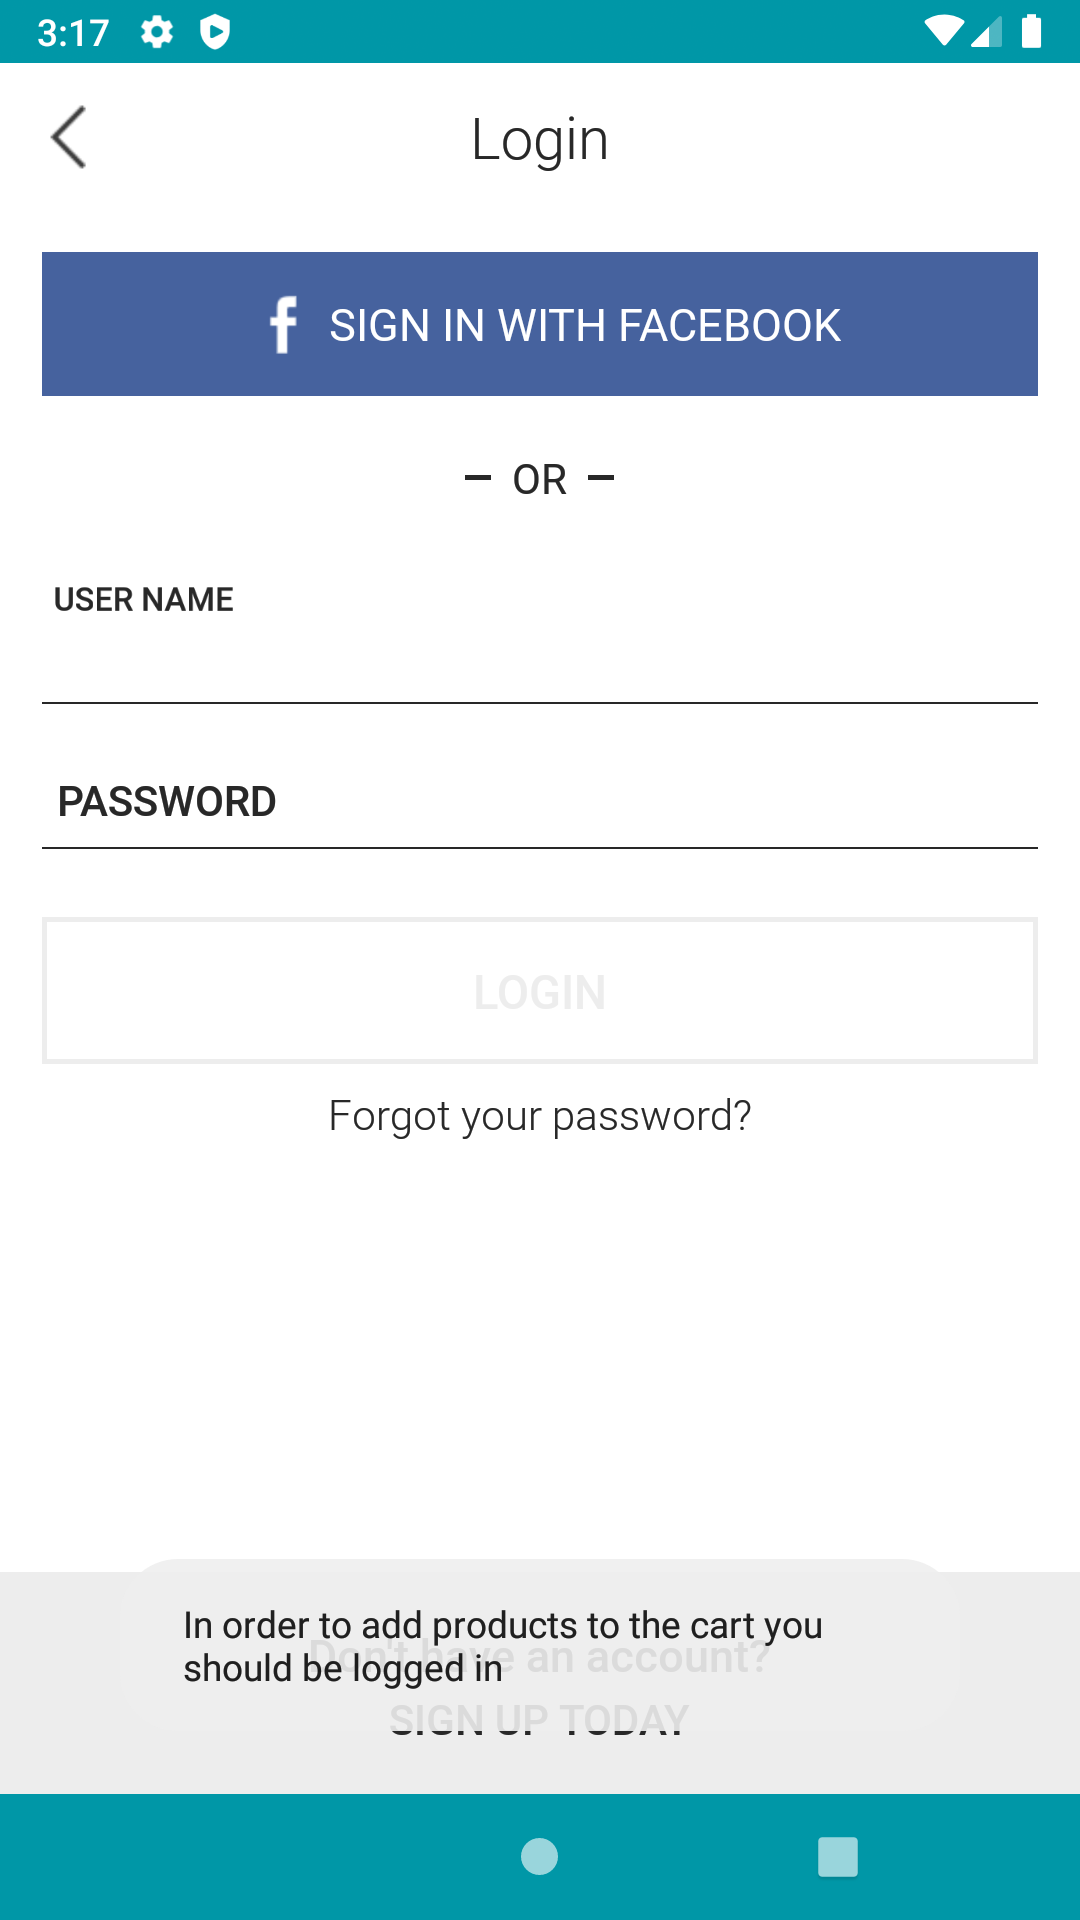 3:17
Login
f SIGN IN WITH FACEBOOK
– OR –
USER NAME
PASSWORD
LOGIN
Forgot your password?
In order to add products to the cart you
should be logged in
Don't have an account?
SIGN UP TODAY